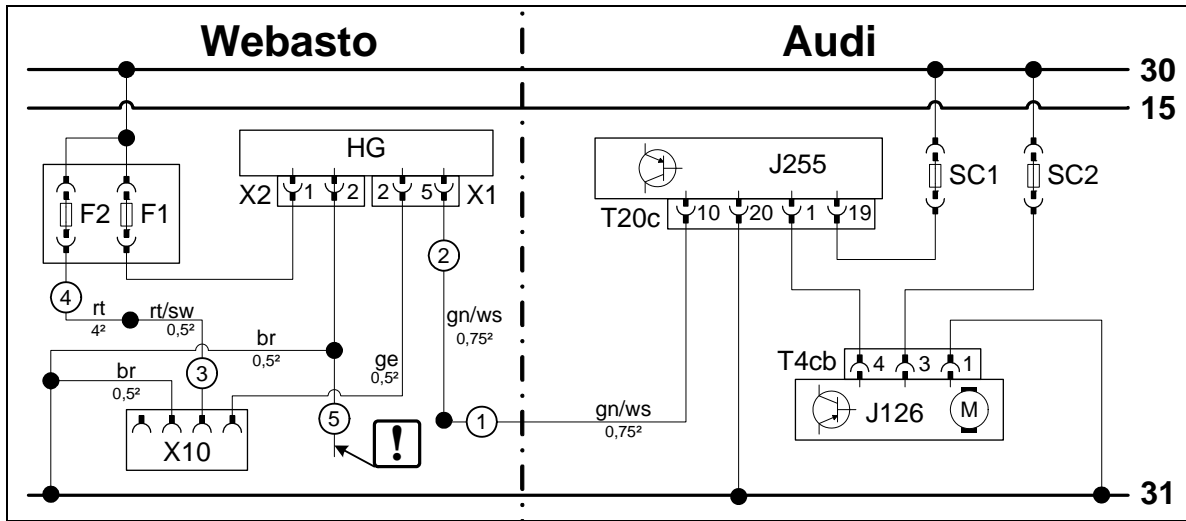 Webasto Audi
30
15
HG
J255
X2 1 2 2 5 X1
T20c 10 20 1 19
SC1 SC2
F2 F1
2
4
rt rt/sw
4² 0,5²
gn/ws
0,75²
br
0,5²
ge
0,5²
br
0,5²
3
T4cb 4 3 1
5
!
1
gn/ws
0,75²
J126 M
X10
31